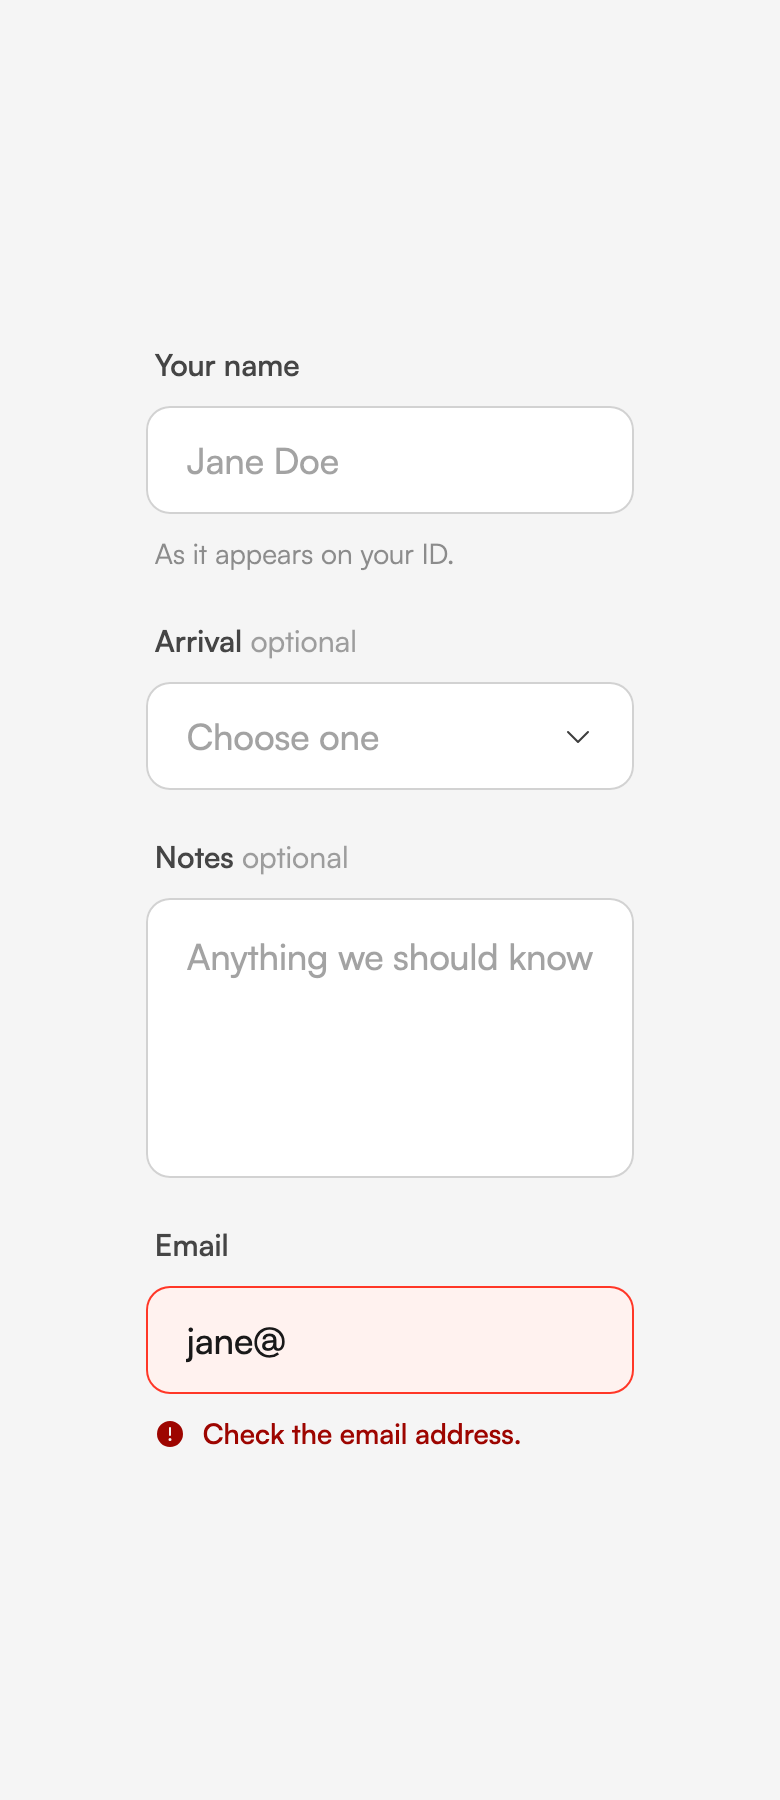 Your name
Jane Doe
As it appears on your ID.
Arrival optional
Choose one
Notes optional
Anything we should know
Email
jane@
Check the email address.